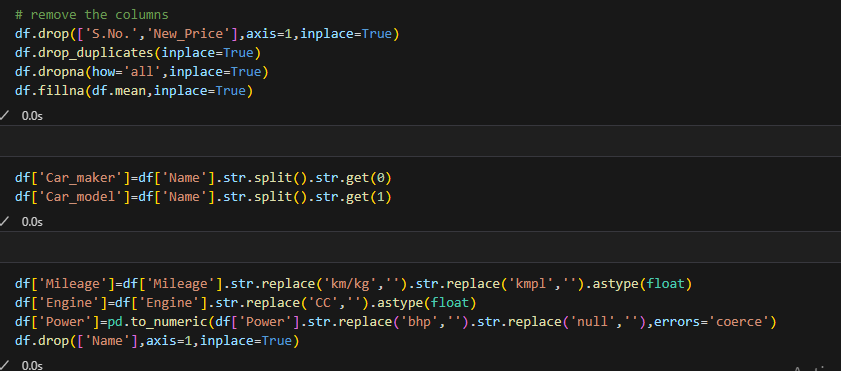 # remove the columns
df.drop(['S.No.','New_Price'],axis=1,inplace=True)
df.drop_duplicates(inplace=True)
df.dropna(how='all',inplace=True)
df.fillna(df.mean,inplace=True)
✓ 0.0s
df['Car_maker']=df['Name'].str.split().str.get(0)
df['Car_model']=df['Name'].str.split().str.get(1)
✓ 0.0s
df['Mileage']=df['Mileage'].str.replace('km/kg','').str.replace('kmpl','').astype(float)
df['Engine']=df['Engine'].str.replace('CC','').astype(float)
df['Power']=pd.to_numeric(df['Power'].str.replace('bhp','').str.replace('null',''),errors='coerce')
df.drop(['Name'],axis=1,inplace=True)
✓ 0.0s